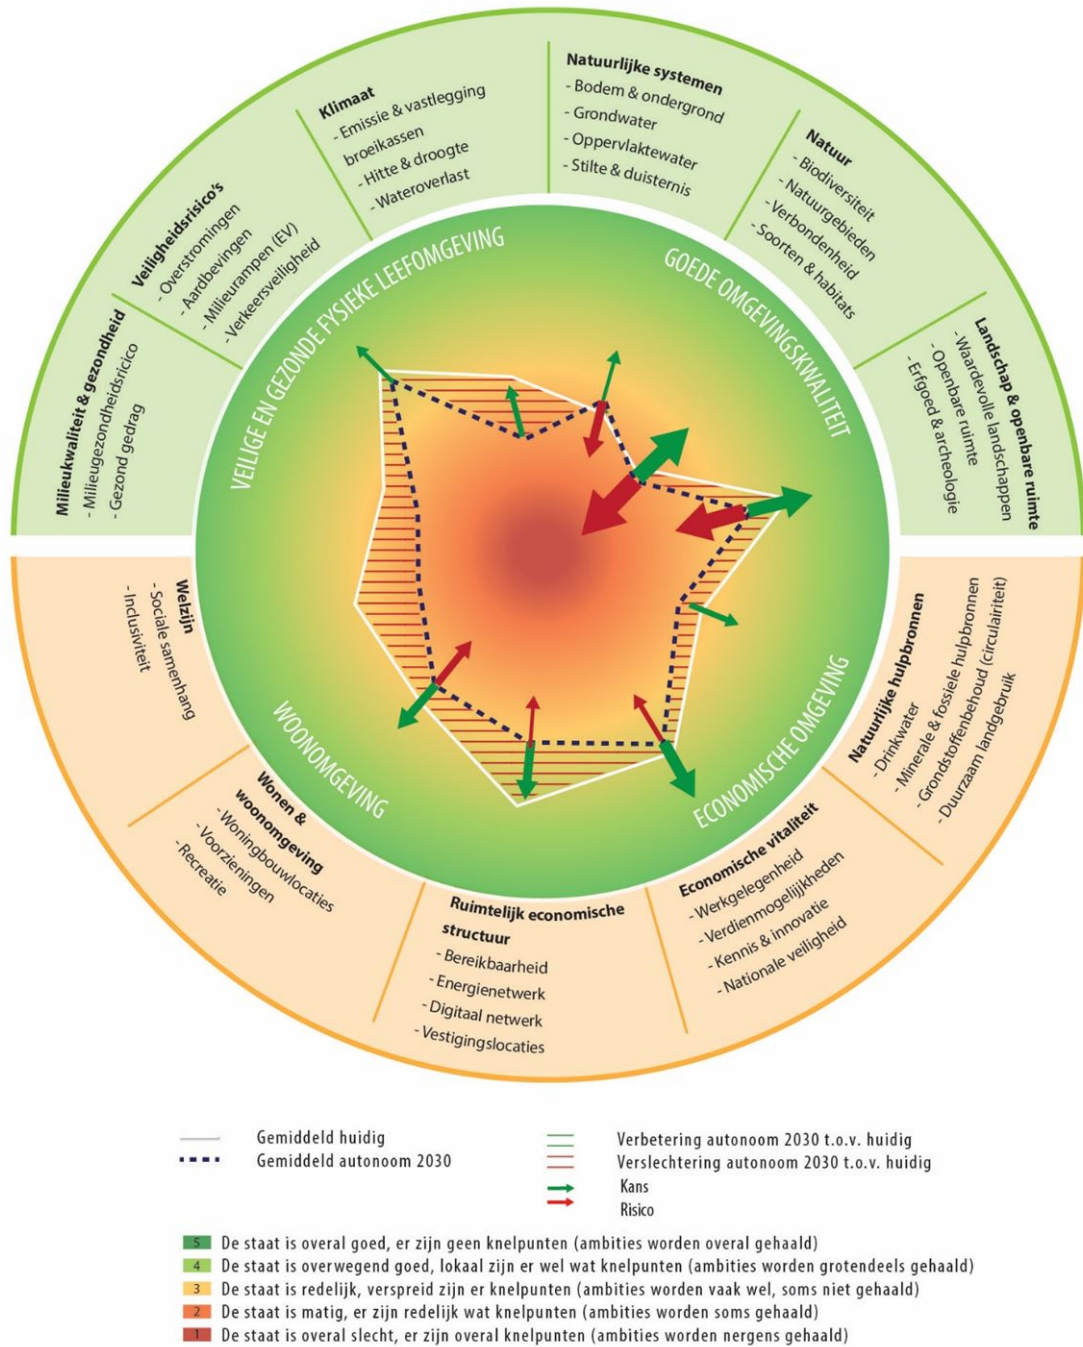 Milieukwaliteit & gezondheid
- Milieugezondheidsricico
- Gezond gedrag
Veiligheidsrisico's
- Overstromingen
- Aardbevingen
- Milieurampen (EV)
- Verkeersveiligheid
Klimaat
- Emissie & vastlegging
broeikassen
- Hitte & droogte
- Wateroverlast
Natuurlijke systemen
- Bodem & ondergrond
- Grondwater
- Oppervlaktewater
- Stilte & duisternis
Natuur
- Biodiversiteit
- Natuurgebieden
- Verbondenheid
- Soorten & habitats
Landschap & openbare ruimte
- Waardevolle landschappen
- Openbare ruimte
- Erfgoed & archeologie
VEILIGE EN GEZONDE FYSIEKE LEEFOMGEVING
GOEDE OMGEVINGSKWALITEIT
WOONOMGEVING
ECONOMISCHE OMGEVING
Natuurlijke hulpbronnen
- Drinkwater
- Minerale & fossiele hulpbronnen
- Grondstoffenbehoud (circulairiteit)
- Duurzaam landgebruik
Economische vitaliteit
- Werkgelegenheid
- Verdienmogelijkheden
- Kennis & innovatie
- Nationale veiligheid
Ruimtelijk economische
structuur
- Bereikbaarheid
- Energienetwerk
- Digitaal netwerk
- Vestigingslocaties
Wonen &
woonomgeving
- Woningbouwlocaties
- Voorzieningen
- Recreatie
Welzijn
- Sociale samenhang
- Inclusiviteit
Gemiddeld huidig
Gemiddeld autonoom 2030
Verbetering autonoom 2030 t.o.v. huidig
Verslechtering autonoom 2030 t.o.v. huidig
Kans
Risico
5 De staat is overal goed, er zijn geen knelpunten (ambities worden overal gehaald)
4 De staat is overwegend goed, lokaal zijn er wel wat knelpunten (ambities worden grotendeels gehaald)
3 De staat is redelijk, verspreid zijn er knelpunten (ambities worden vaak wel, soms niet gehaald)
2 De staat is matig, er zijn redelijk wat knelpunten (ambities worden soms gehaald)
1 De staat is overal slecht, er zijn overal knelpunten (ambities worden nergens gehaald)